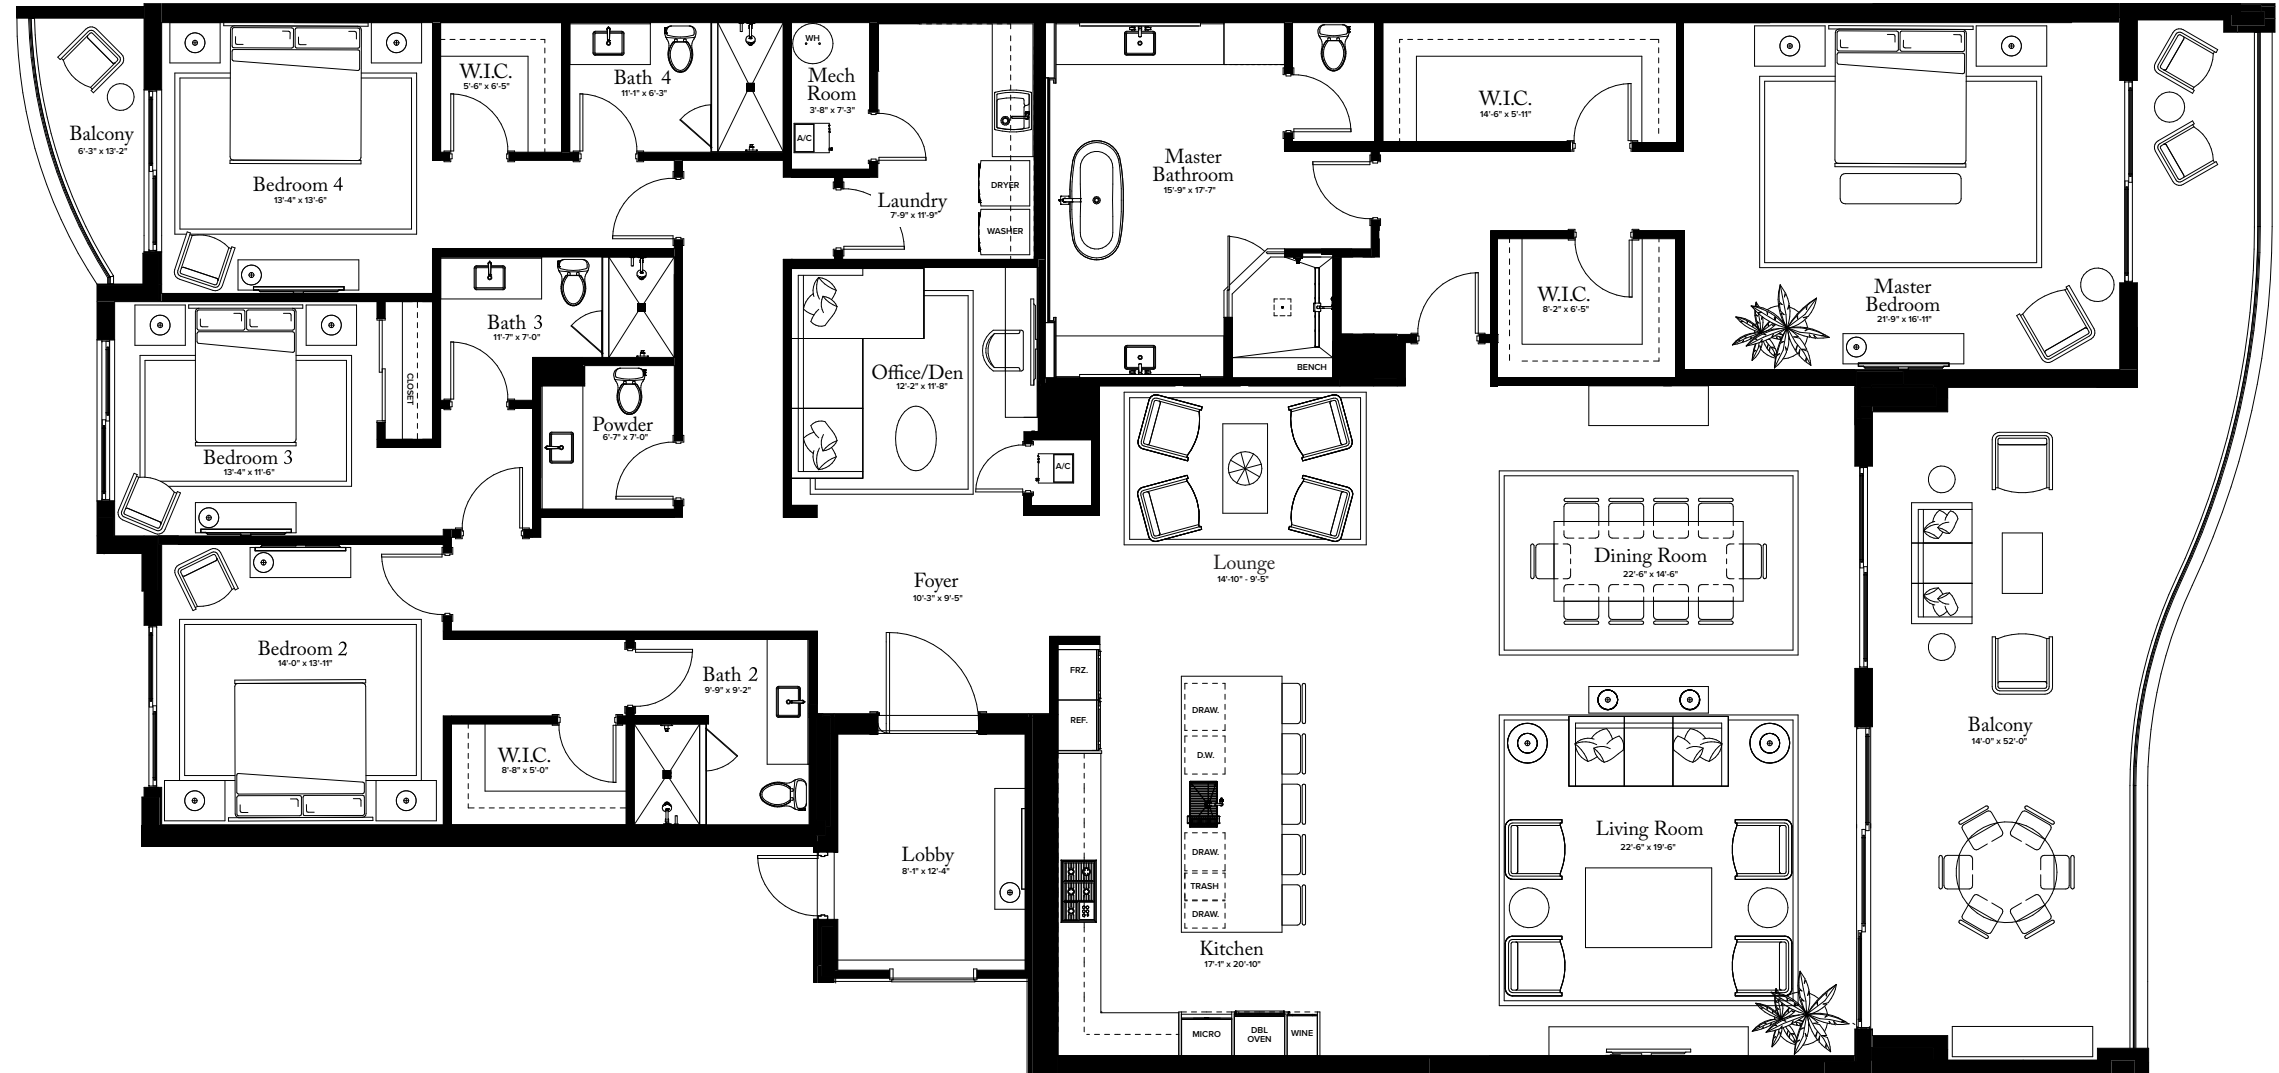 Balcony
6'-3" x 13'-2"
Bedroom 4
13'-4" x 13'-6"
W.I.C.
5'-6" x 6'-5"
Bath 4
11'-1" x 6'-3"
WH
Mech
Room
3'-8" x 7'-3"
A/C
Laundry
7'-9" x 11'-9"
DRYER
WASHER
Master
Bathroom
15'-9" x 17'-7"
BENCH
W.I.C.
14'-6" x 5'-11"
W.I.C.
8'-2" x 6'-5"
Master
Bedroom
21'-9" x 16'-11"
Bedroom 3
13'-4" x 11'-6"
CLOSET
Bath 3
11'-7" x 7'-0"
Powder
6'-7" x 7'-0"
Office/Den
12'-2" x 11'-8"
A/C
Lounge
14'-10" - 9'-5"
Dining Room
22'-6" x 14'-6"
Foyer
10'-3" x 9'-5"
Bedroom 2
14'-0" x 13'-11"
Bath 2
9'-9" x 9'-2"
W.I.C.
8'-8" x 5'-0"
Lobby
8'-1" x 12'-4"
FRZ.
REF.
DRAW.
D.W.
DRAW.
TRASH
DRAW.
Kitchen
17'-1" x 20'-10"
MICRO
DBL
OVEN
WINE
Living Room
22'-6" x 19'-6"
Balcony
14'-0" x 52'-0"